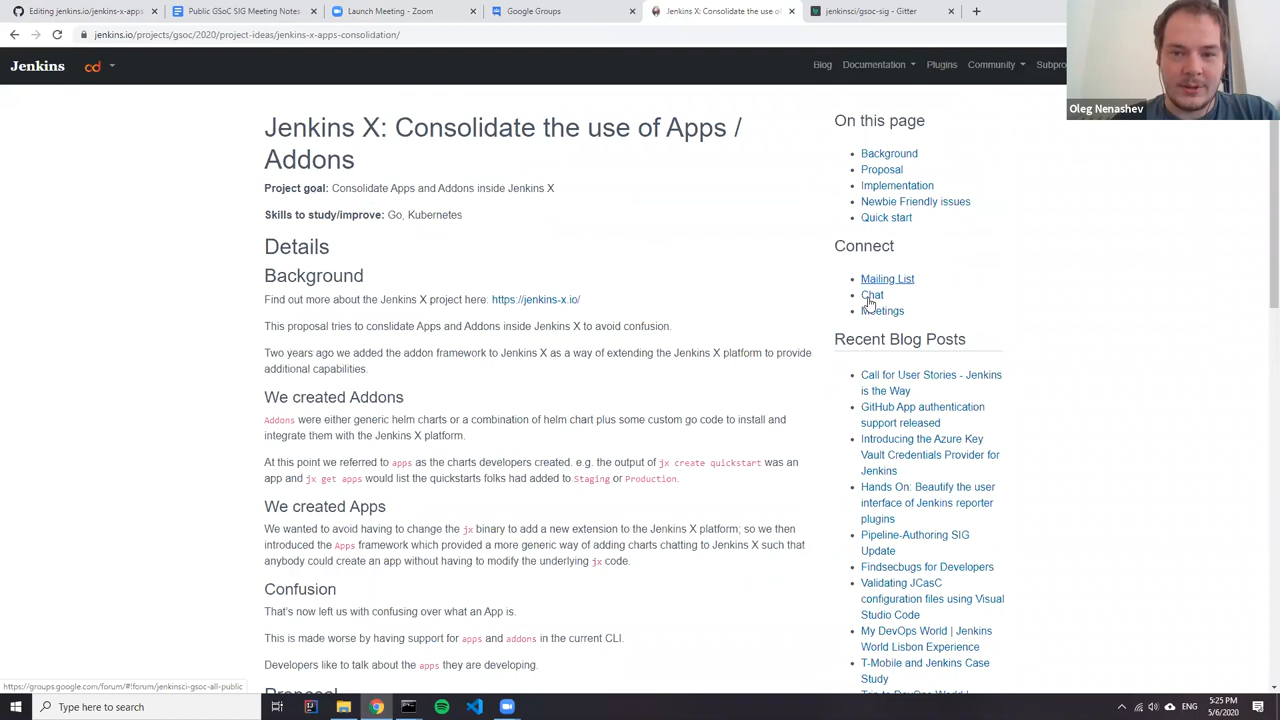 Editing jenkins.io/jenkins-x-apps
Public GSoC SIG Meeting Notes
Launch Meeting - Zoom
Google Groups
Jenkins X: Consolidate the use of
jenkinsci/gsoc-sig - Gitter
jenkins.io/projects/gsoc/2020/project-ideas/jenkins-x-apps-consolidation/
Jenkins
cd
Blog
Documentation
Plugins
Community
Subpro
Oleg Nenashev
Jenkins X: Consolidate the use of Apps /
Addons
Project goal: Consolidate Apps and Addons inside Jenkins X
Skills to study/improve: Go, Kubernetes
Details
Background
Find out more about the Jenkins X project here: https://jenkins-x.io/
This proposal tries to conslidate Apps and Addons inside Jenkins X to avoid confusion.
Two years ago we added the addon framework to Jenkins X as a way of extending the Jenkins X platform to provide
additional capabilities.
We created Addons
Addons were either generic helm charts or a combination of helm chart plus some custom go code to install and
integrate them with the Jenkins X platform.
At this point we referred to apps as the charts developers created. e.g. the output of jx create quickstart was an
app and jx get apps would list the quickstarts folks had added to Staging or Production.
We created Apps
We wanted to avoid having to change the jx binary to add a new extension to the Jenkins X platform; so we then
introduced the Apps framework which provided a more generic way of adding charts chatting to Jenkins X such that
anybody could create an app without having to modify the underlying jx code.
Confusion
That's now left us with confusing over what an App is.
This is made worse by having support for apps and addons in the current CLI.
Developers like to talk about the apps they are developing.
Proposal
On this page
Background
Proposal
Implementation
Newbie Friendly issues
Quick start
Connect
Mailing List
Chat
Meetings
Recent Blog Posts
Call for User Stories - Jenkins
is the Way
GitHub App authentication
support released
Introducing the Azure Key
Vault Credentials Provider for
Jenkins
Hands On: Beautify the user
interface of Jenkins reporter
plugins
Pipeline-Authoring SIG
Update
Findsecbugs for Developers
Validating JCasC
configuration files using Visual
Studio Code
My DevOps World | Jenkins
World Lisbon Experience
T-Mobile and Jenkins Case
Study
Trip to DevOps World |
https://groups.google.com/forum/#!forum/jenkinsci-gsoc-all-public
Type here to search
5:25 PM
5/6/2020